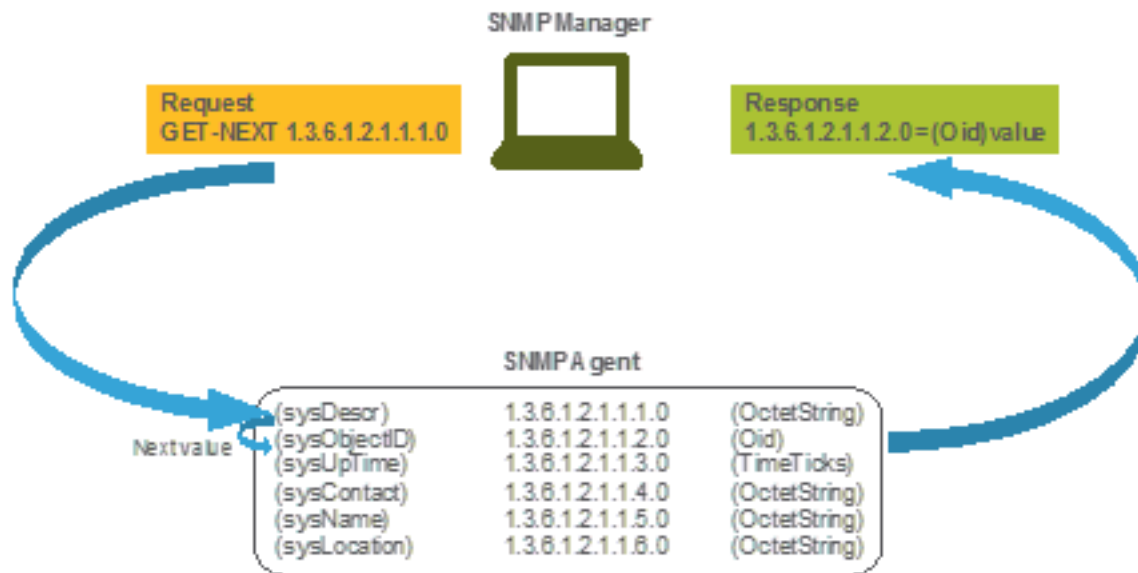 SNMP Manager
Request
GET-NEXT 1.3.6.1.2.1.1.1.0
Response
1.3.6.1.2.1.1.2.0=(Oid)value
SNMP Agent
(sysDescr) 1.3.6.1.2.1.1.1.0 (OctetString)
(sysObjectID) 1.3.6.1.2.1.1.2.0 (Oid)
Next value
(sysUpTime) 1.3.6.1.2.1.1.3.0 (TimeTicks)
(sysContact) 1.3.6.1.2.1.1.4.0 (OctetString)
(sysName) 1.3.6.1.2.1.1.5.0 (OctetString)
(sysLocation) 1.3.6.1.2.1.1.6.0 (OctetString)